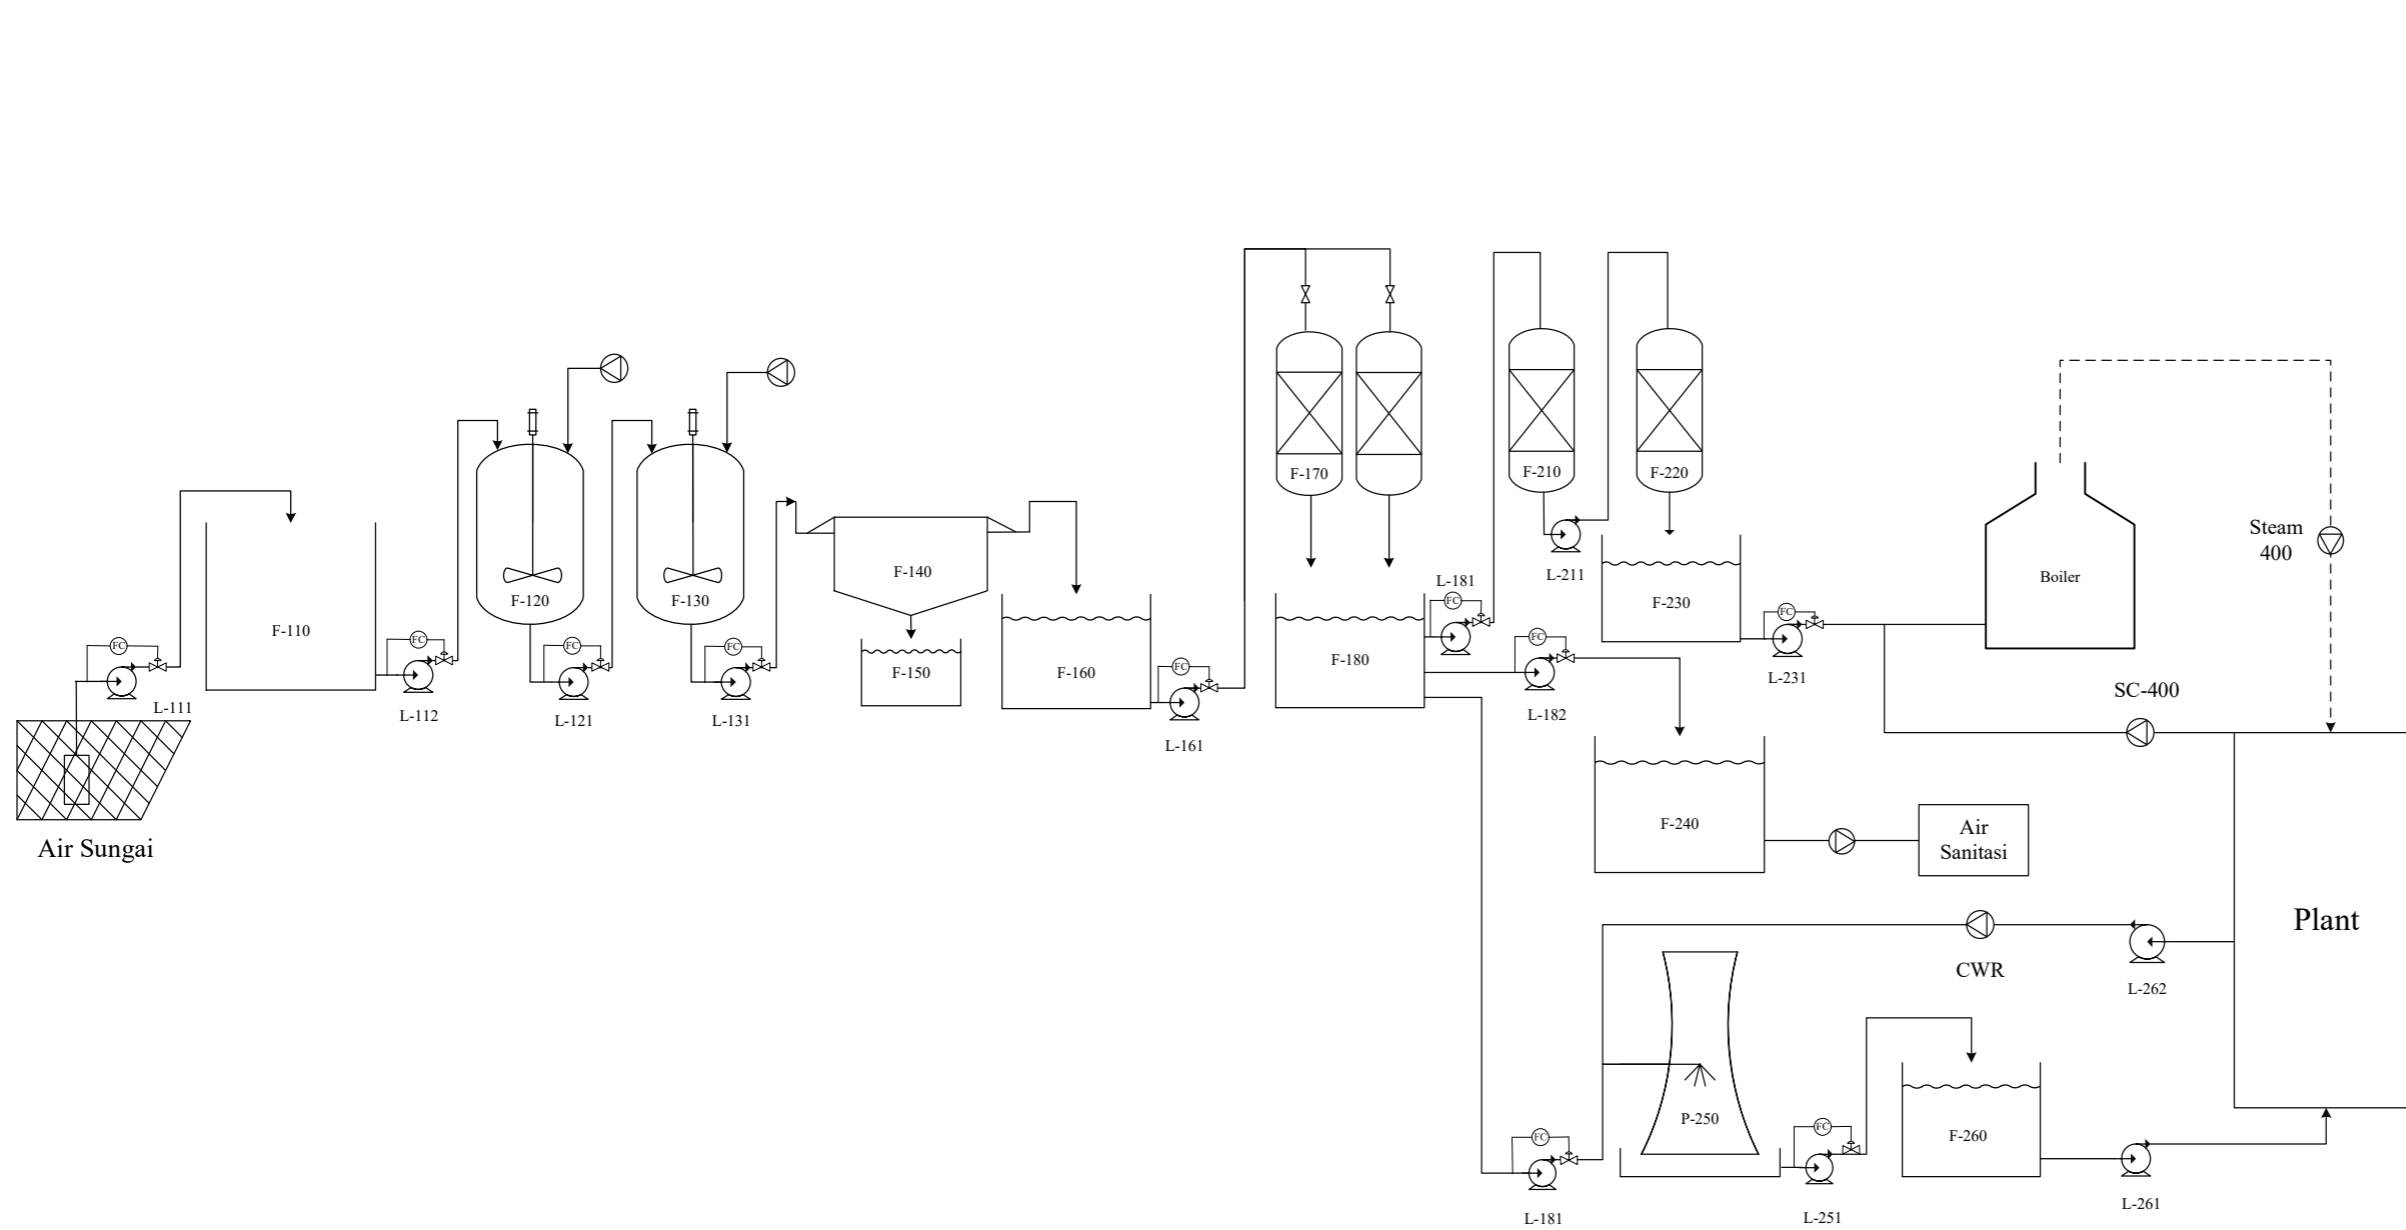 FC
L-111
Air Sungai
F-110
FC
L-112
F-120
FC
L-121
F-130
FC
L-131
F-140
F-150
F-160
FC
L-161
F-170
F-180
L-181
FC
FC
L-182
F-210
L-211
F-220
F-230
FC
L-231
Boiler
Steam
400
SC-400
F-240
Air
Sanitasi
Plant
CWR
L-262
FC
L-181
P-250
FC
L-251
F-260
L-261